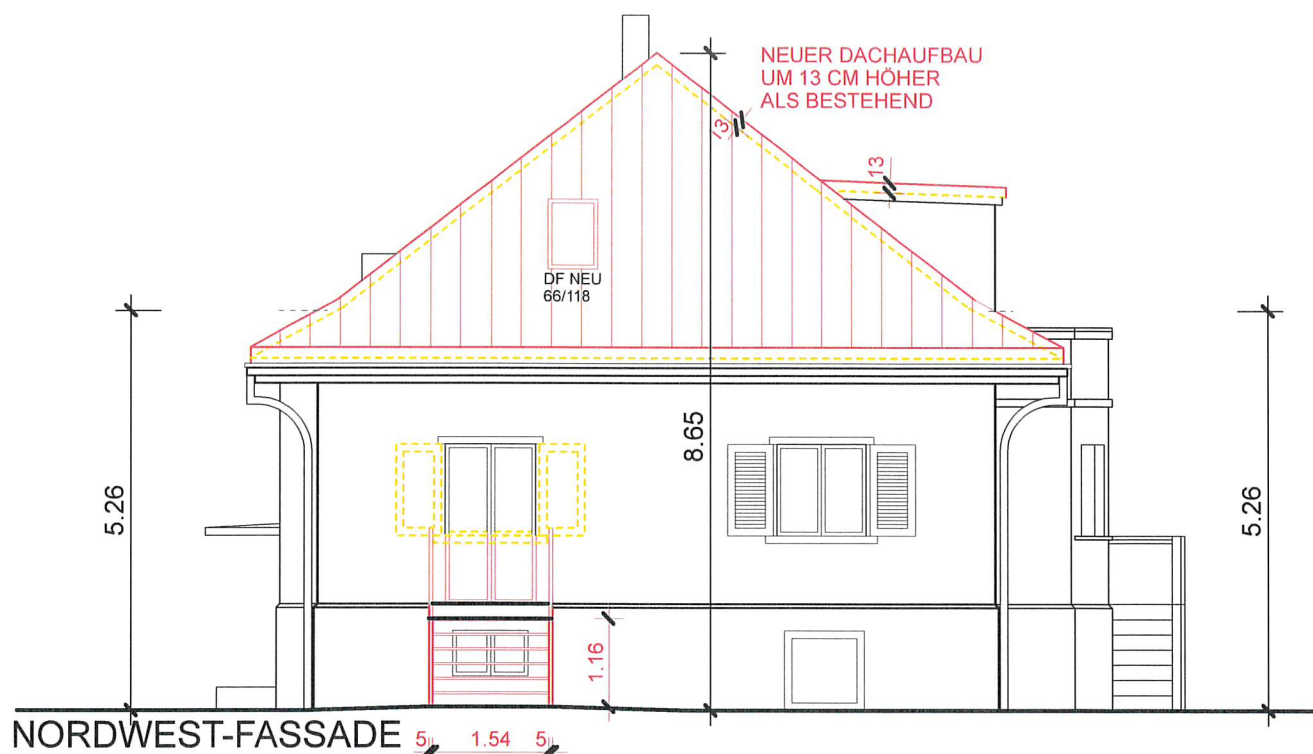 NEUER DACHAUFBAU
UM 13 CM HÖHER
ALS BESTEHEND
13
13
DF NEU
66/118
5.26
8.65
5.26
1.16
NORDWEST-FASSADE
5 1.54 5